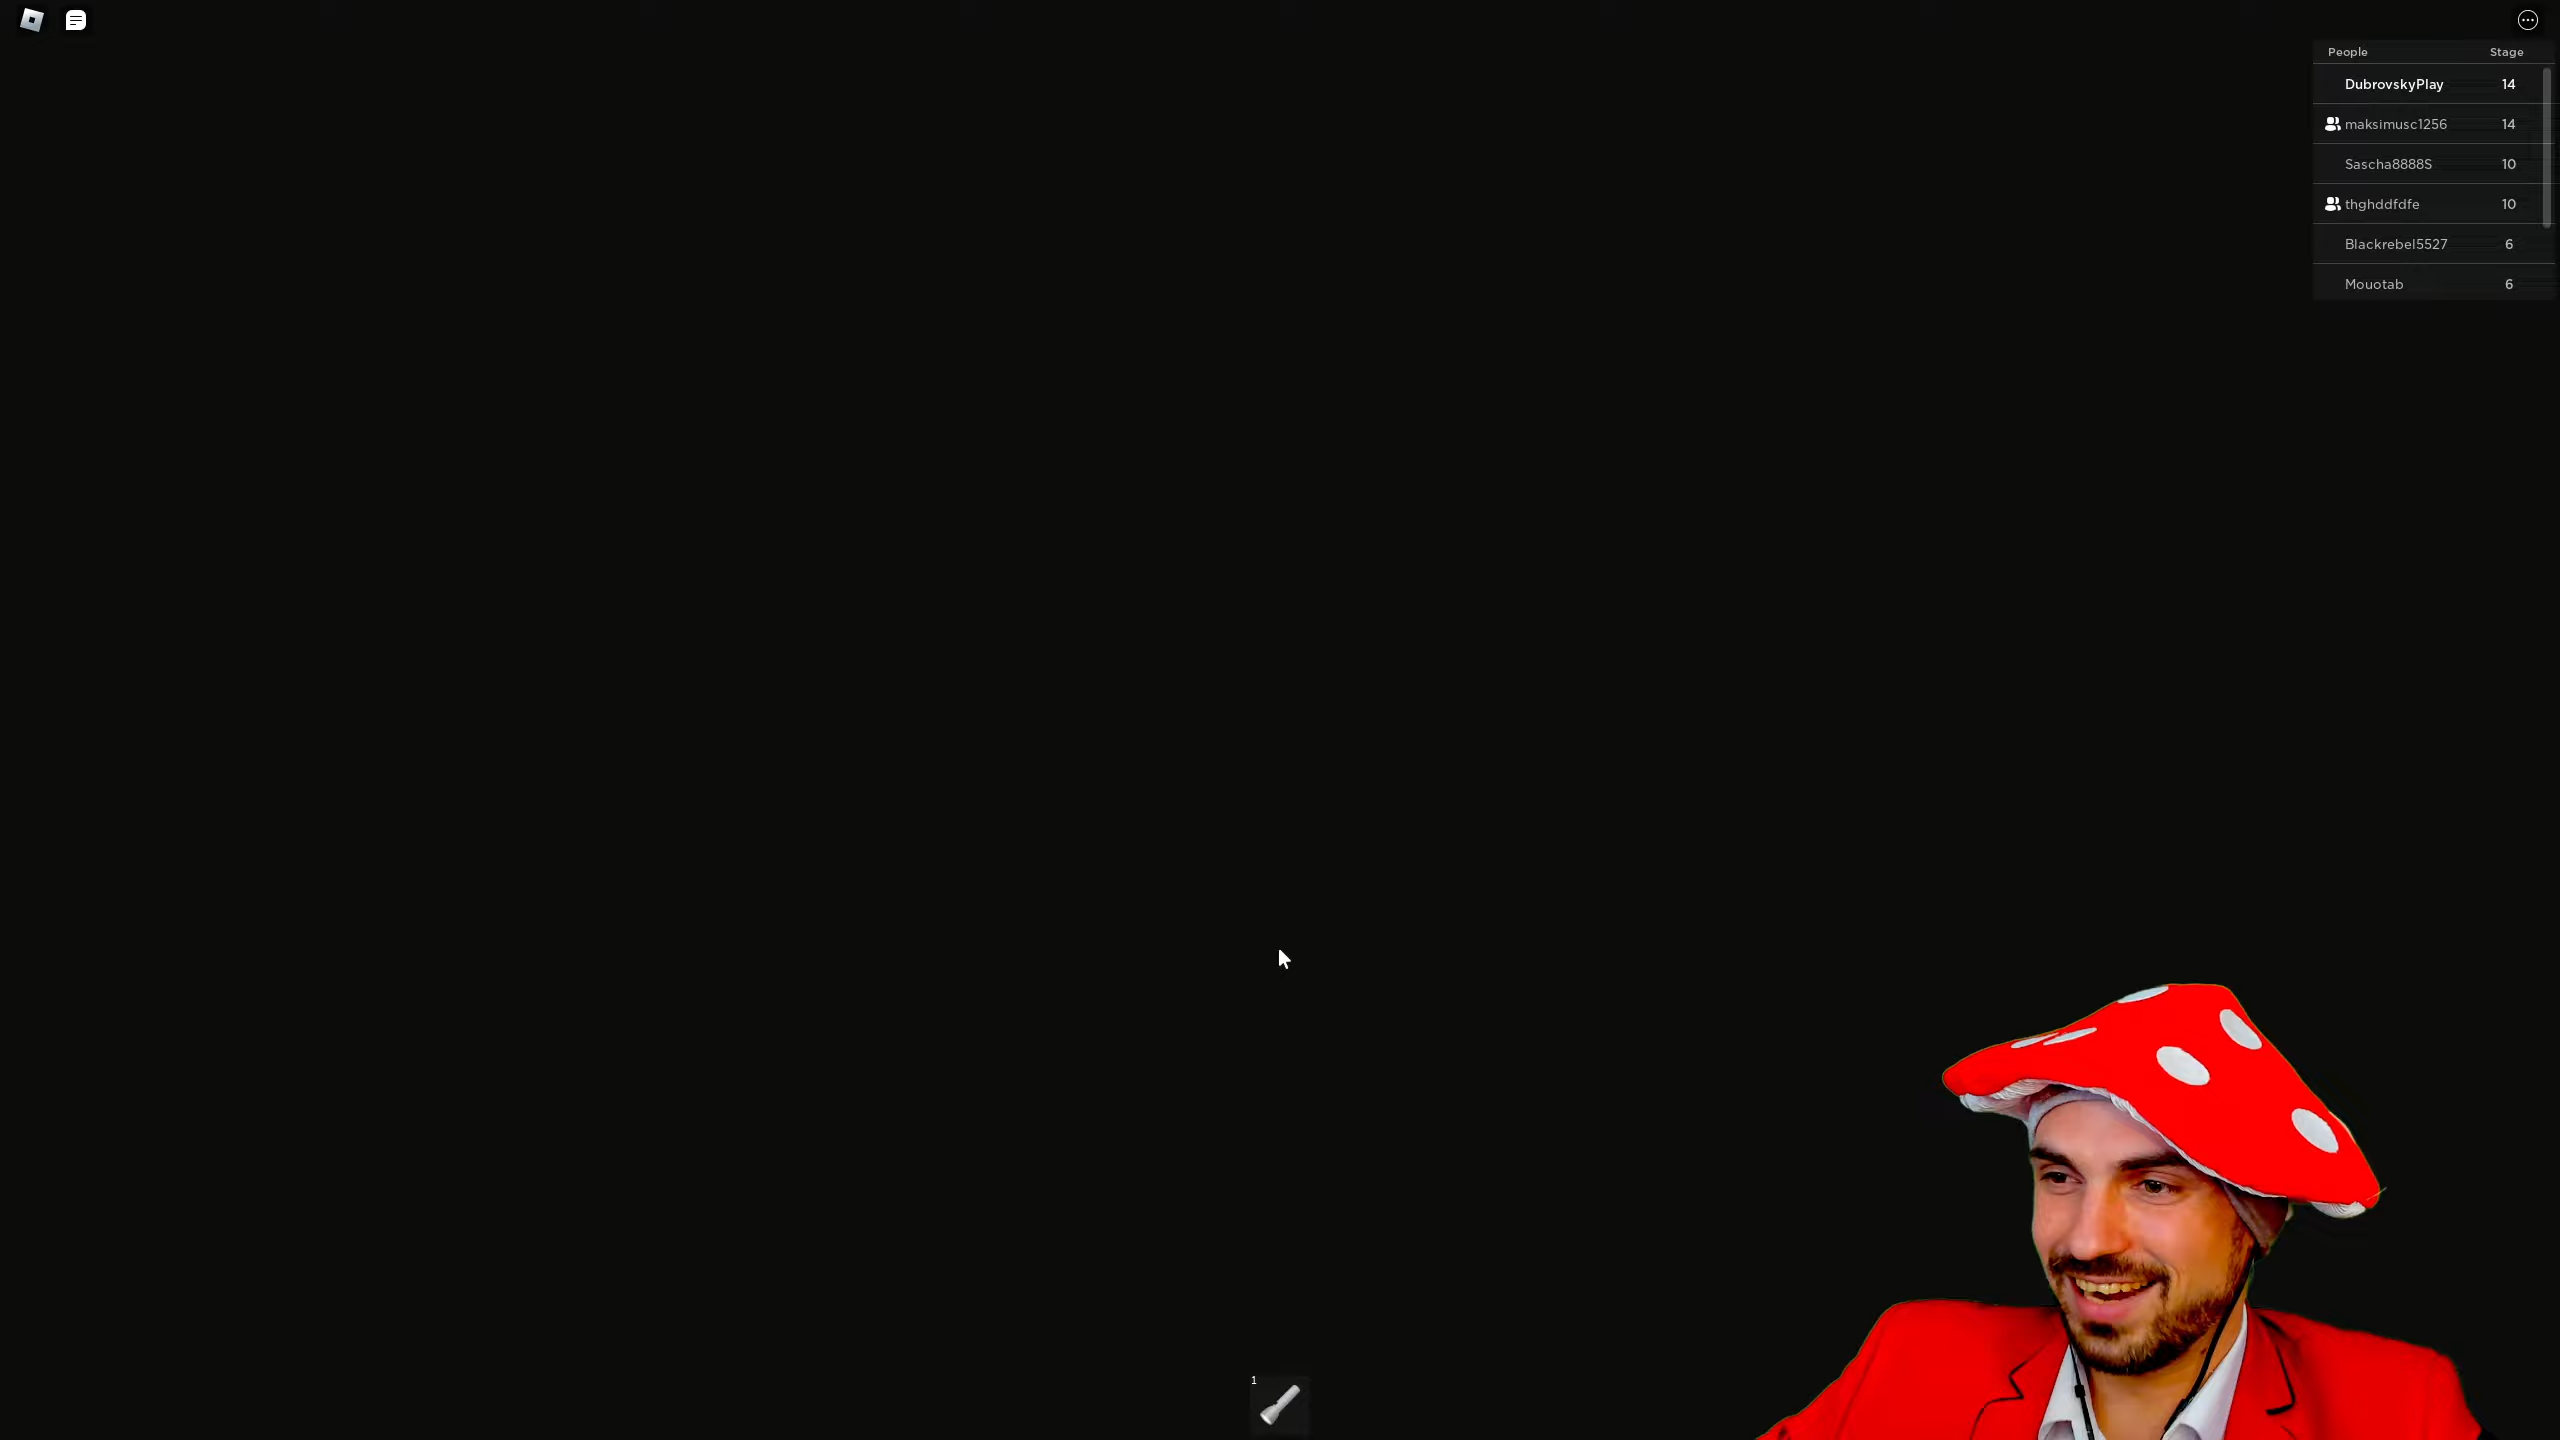 People Stage
DubrovskyPlay 14
maksimusc1256 14
Sascha8888S 10
thghddfdfe 10
Blackrebel5527 6
Mouotab 6
1